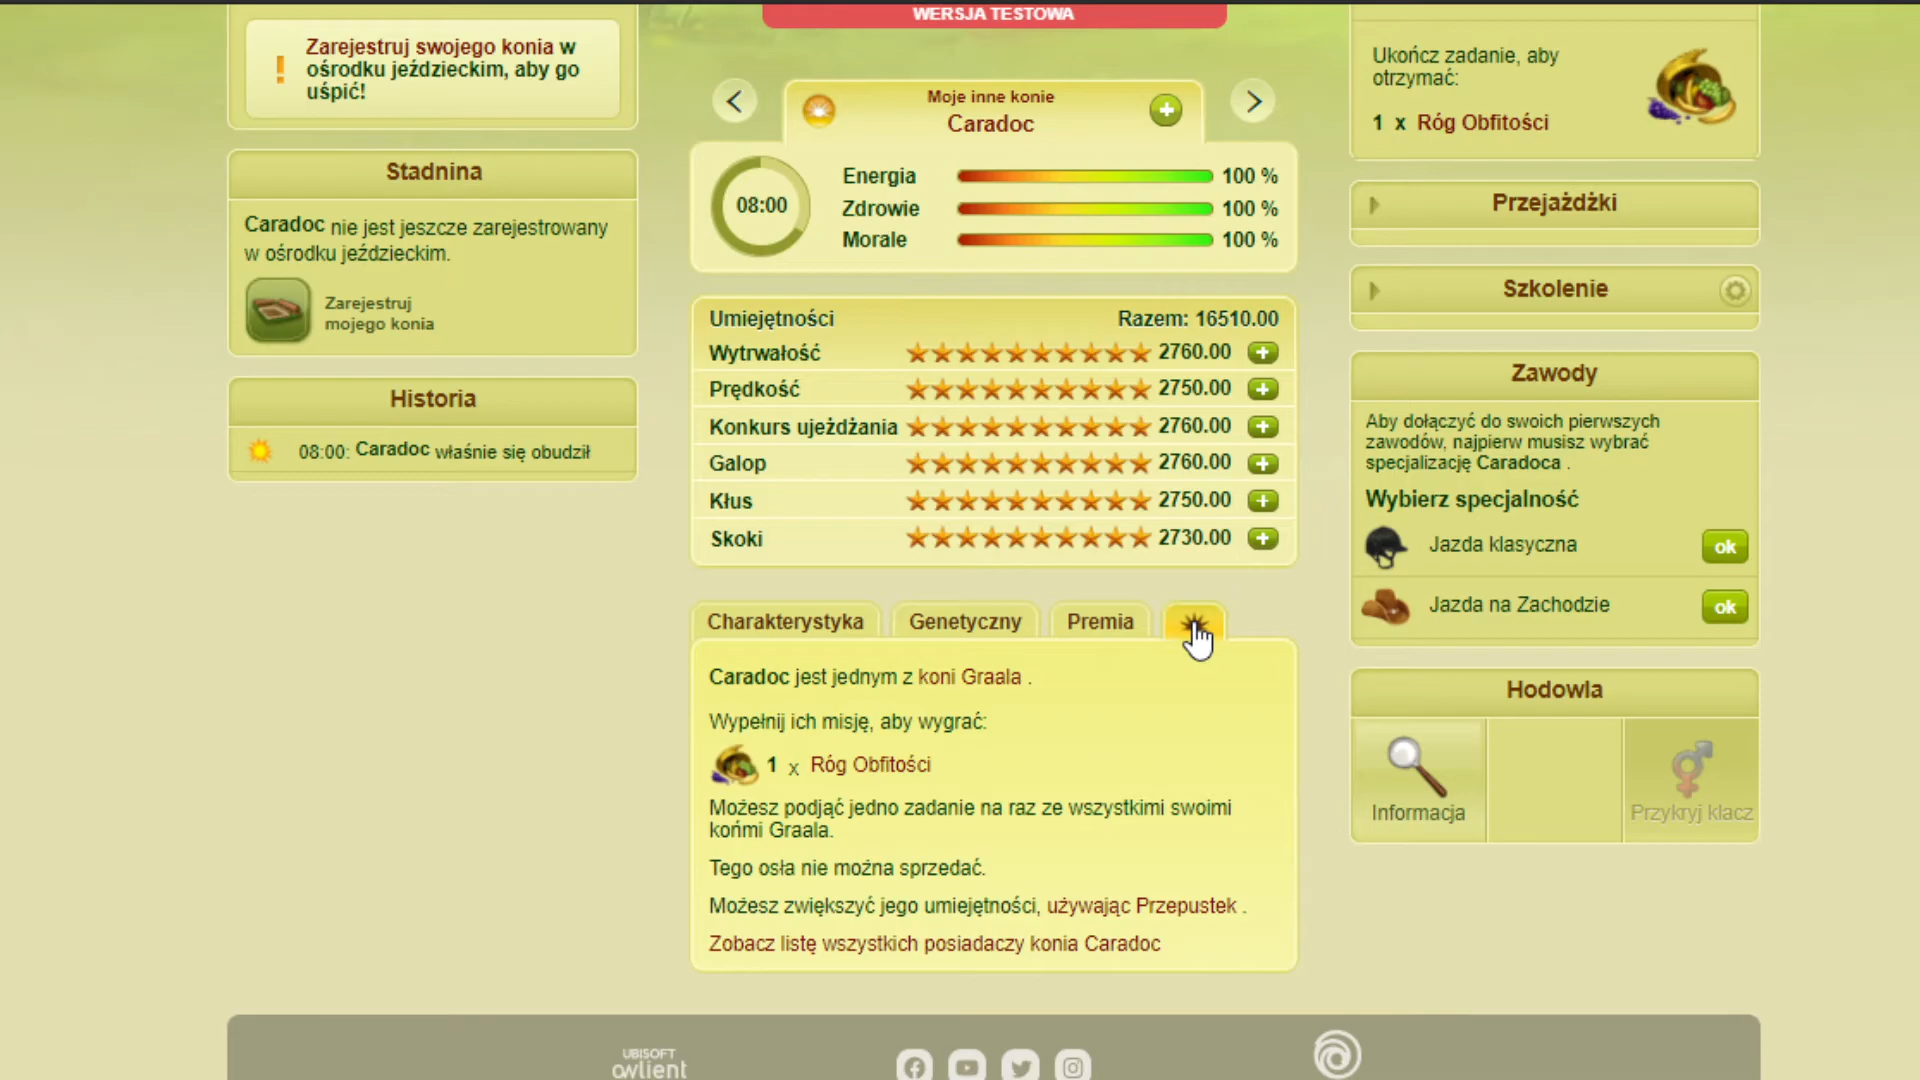 WERSJA TESTOWA
Zarejestruj swojego konia w
ośrodku jeździeckim, aby go
uśpić!
Stadnina
Caradoc nie jest jeszcze zarejestrowany
w ośrodku jeździeckim.
Zarejestruj
mojego konia
Historia
08:00: Caradoc właśnie się obudził
Moje inne konie
Caradoc
08:00
Energia 100 %
Zdrowie 100 %
Morale 100 %
Umiejętności Razem: 16510.00
Wytrwałość 2760.00
Prędkość 2750.00
Konkurs ujeżdżania 2760.00
Galop 2760.00
Kłus 2750.00
Skoki 2730.00
Charakterystyka Genetyczny Premia
Caradoc jest jednym z koni Graala .
Wypełnij ich misję, aby wygrać:
1 x Róg Obfitości
Możesz podjąć jedno zadanie na raz ze wszystkimi swoimi
końmi Graala.
Tego osła nie można sprzedać.
Możesz zwiększyć jego umiejętności, używając Przepustek .
Zobacz listę wszystkich posiadaczy konia Caradoc
Ukończ zadanie, aby
otrzymać:
1 x Róg Obfitości
Przejażdżki
Szkolenie
Zawody
Aby dołączyć do swoich pierwszych
zawodów, najpierw musisz wybrać
specjalizację Caradoca .
Wybierz specjalność
Jazda klasyczna ok
Jazda na Zachodzie ok
Hodowla
Informacja Przykryj klacz
UBISOFT
owlient